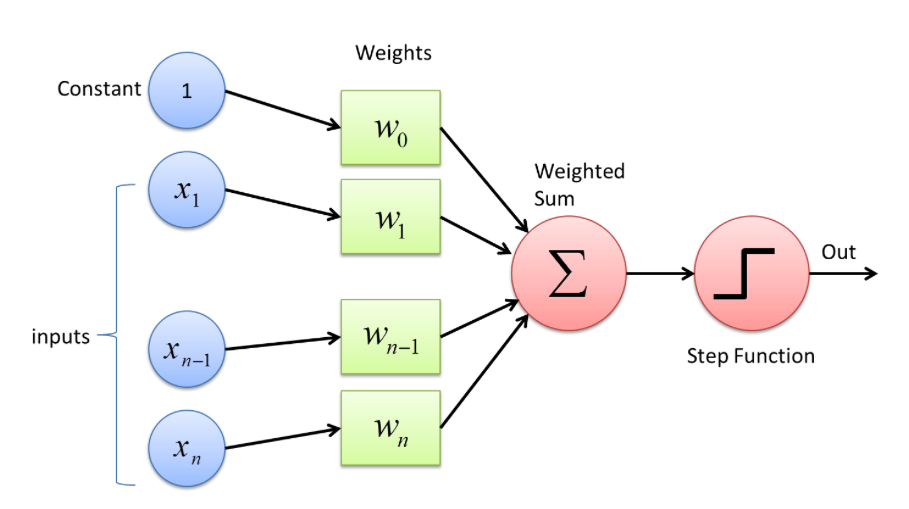 Weights
Constant
1
w₀
x₁
w₁
Weighted
Sum
Σ
Out
inputs
xₙ₋₁
wₙ₋₁
Step Function
xₙ
wₙ